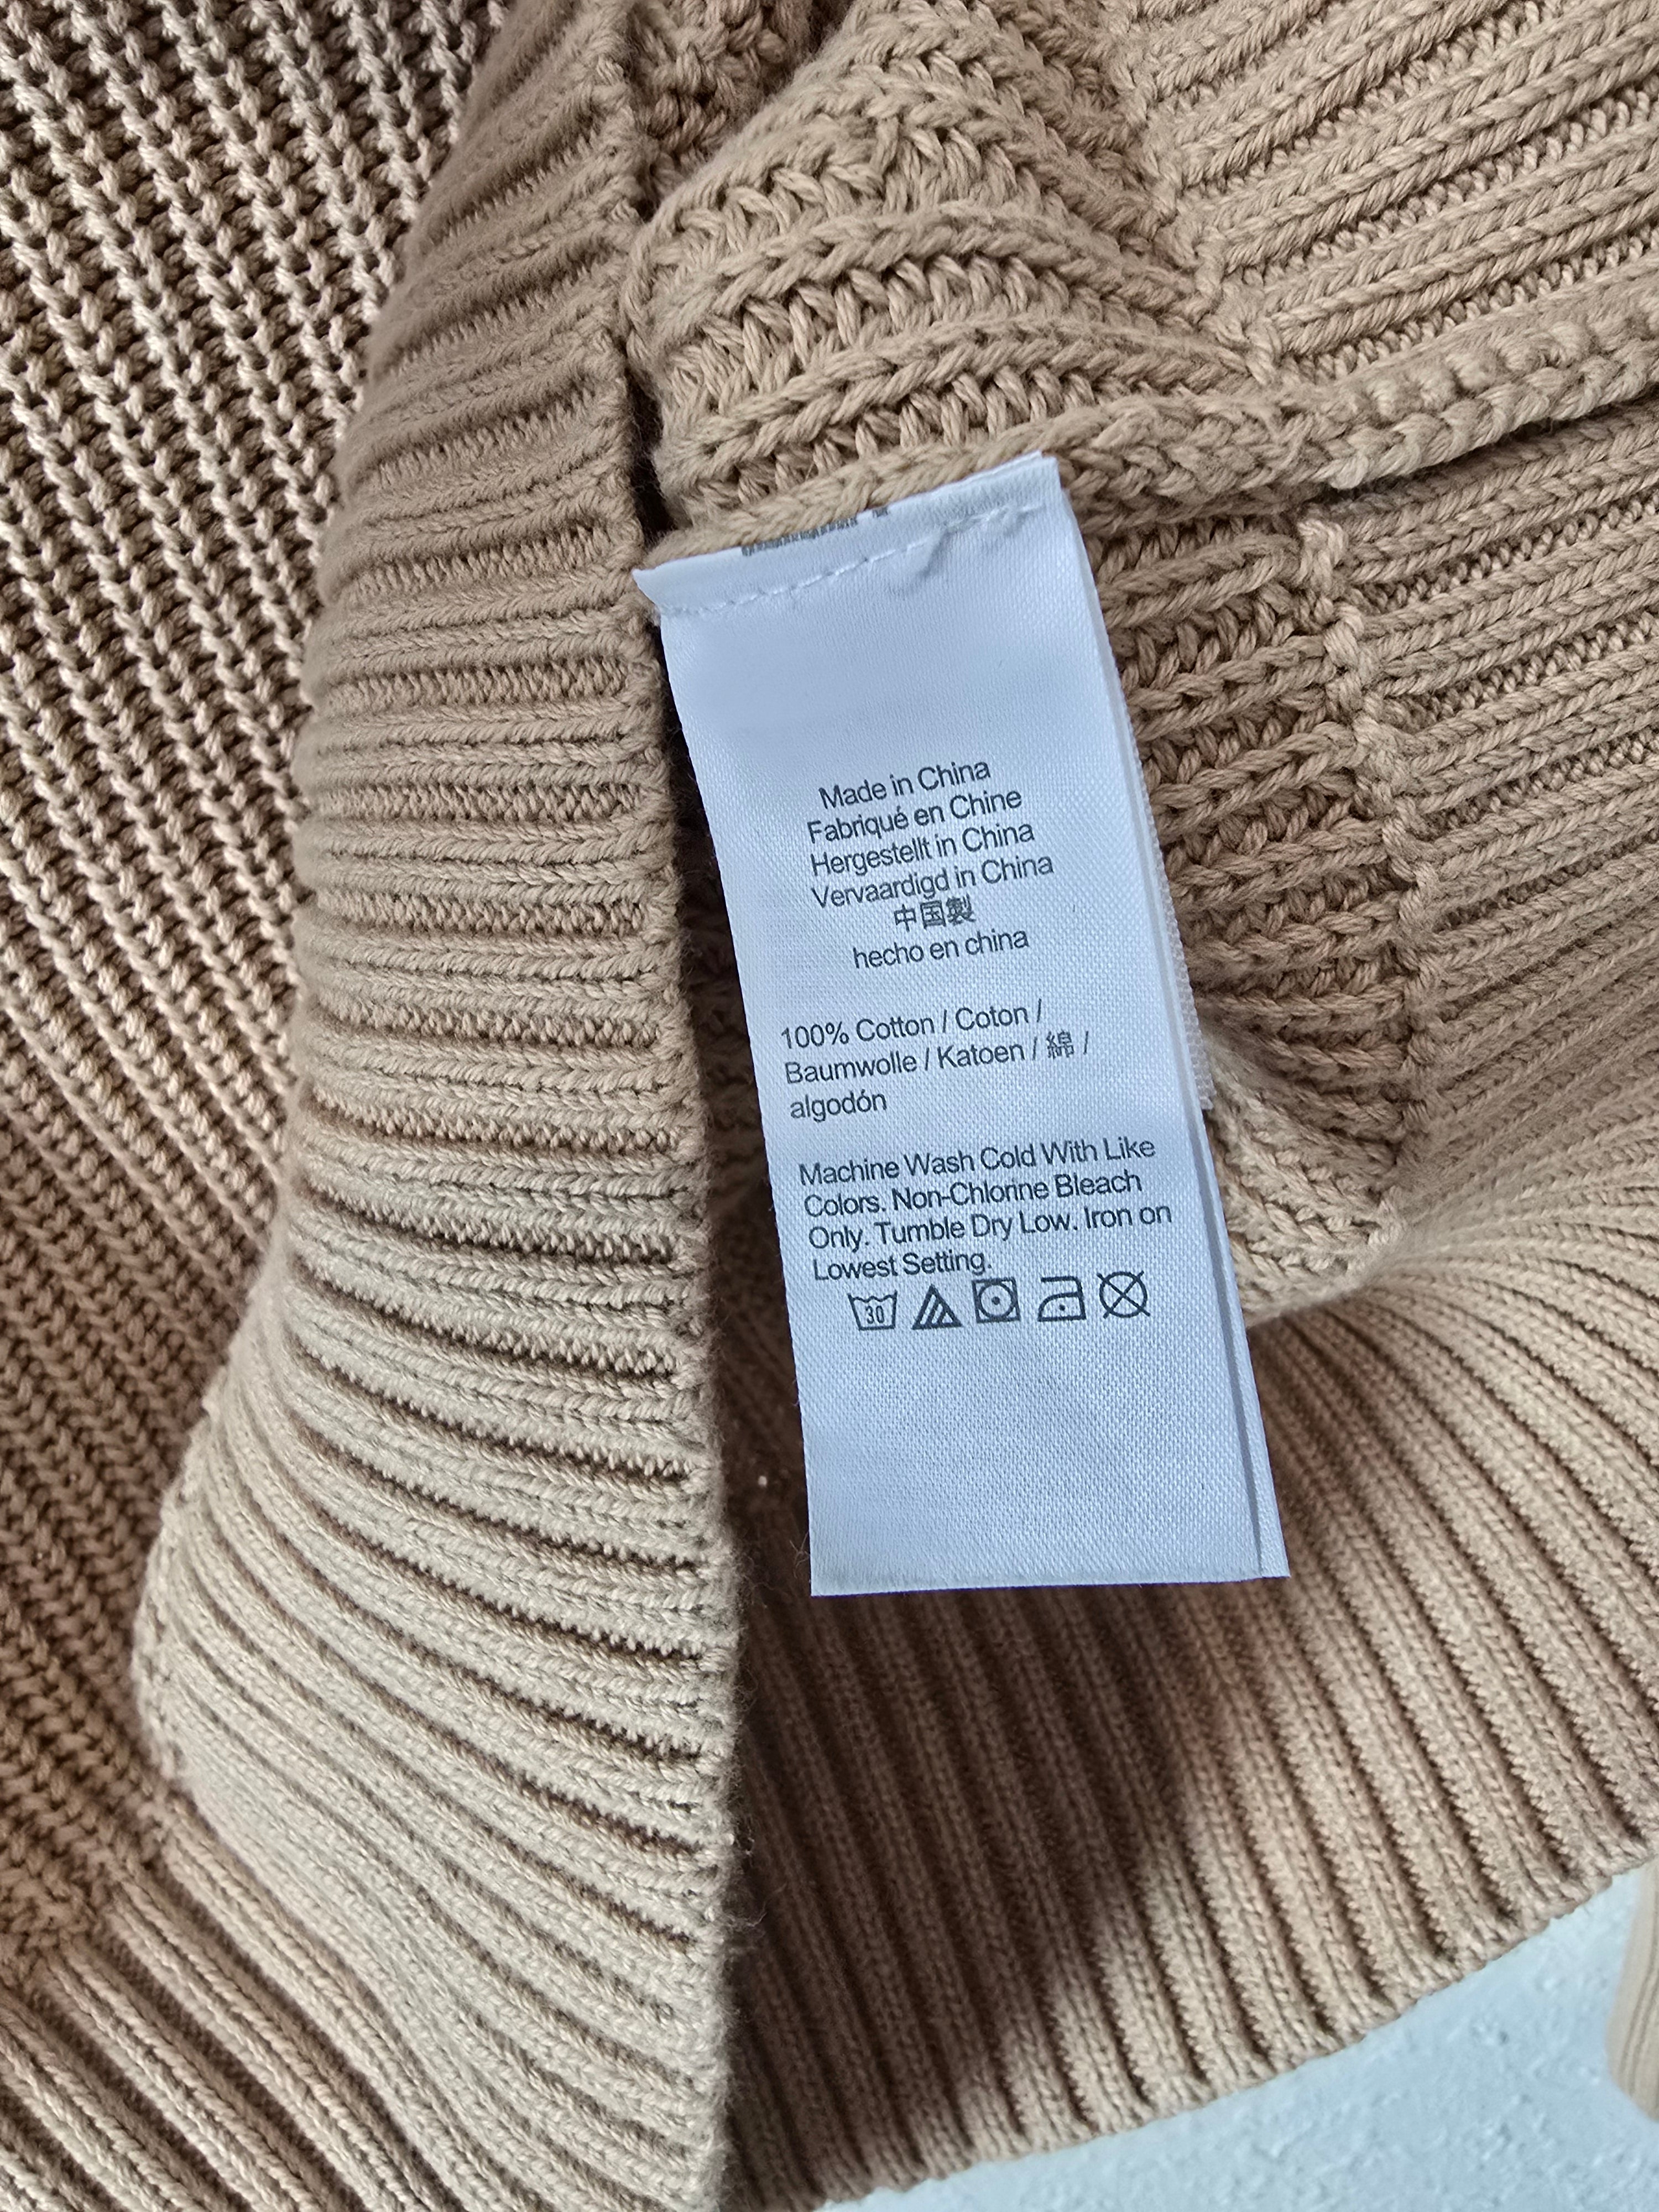 Made in China
Fabriqué en Chine
Hergestellt in China
Vervaardigd in China
中国製
hecho en china
100% Cotton / Coton /
Baumwolle / Katoen / 綿 /
algodón
Machine Wash Cold With Like
Colors. Non-Chlorine Bleach
Only. Tumble Dry Low. Iron on
Lowest Setting.
30